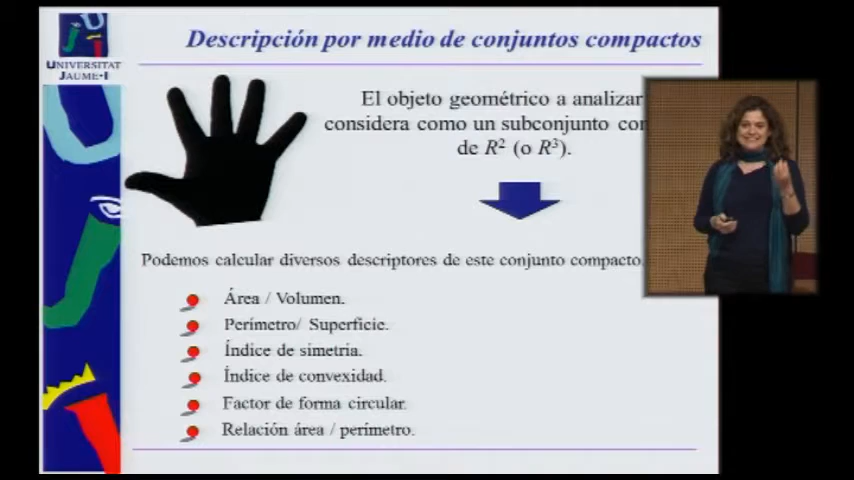 UNIVERSITAT
JAUME·I
Descripción por medio de conjuntos compactos
El objeto geométrico a analizar
considera como un subconjunto
de R² (o R³).
Podemos calcular diversos descriptores de este conjunto compacto.
Área / Volumen.
Perímetro/ Superficie.
Índice de simetria.
Índice de convexidad.
Factor de forma circular.
Relación área / perímetro.